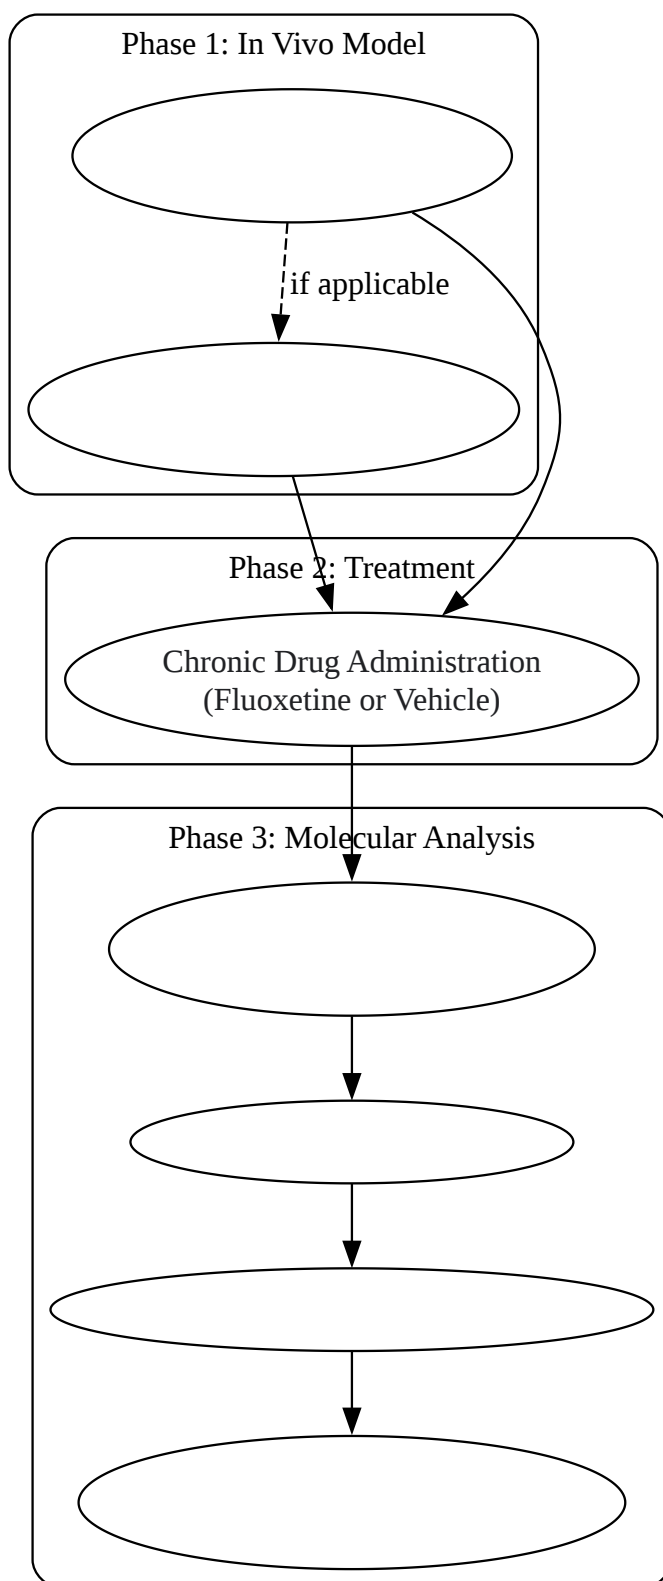 Phase 1: In Vivo Model
if applicable
Phase 2: Treatment
Chronic Drug Administration
(Fluoxetine or Vehicle)
Phase 3: Molecular Analysis